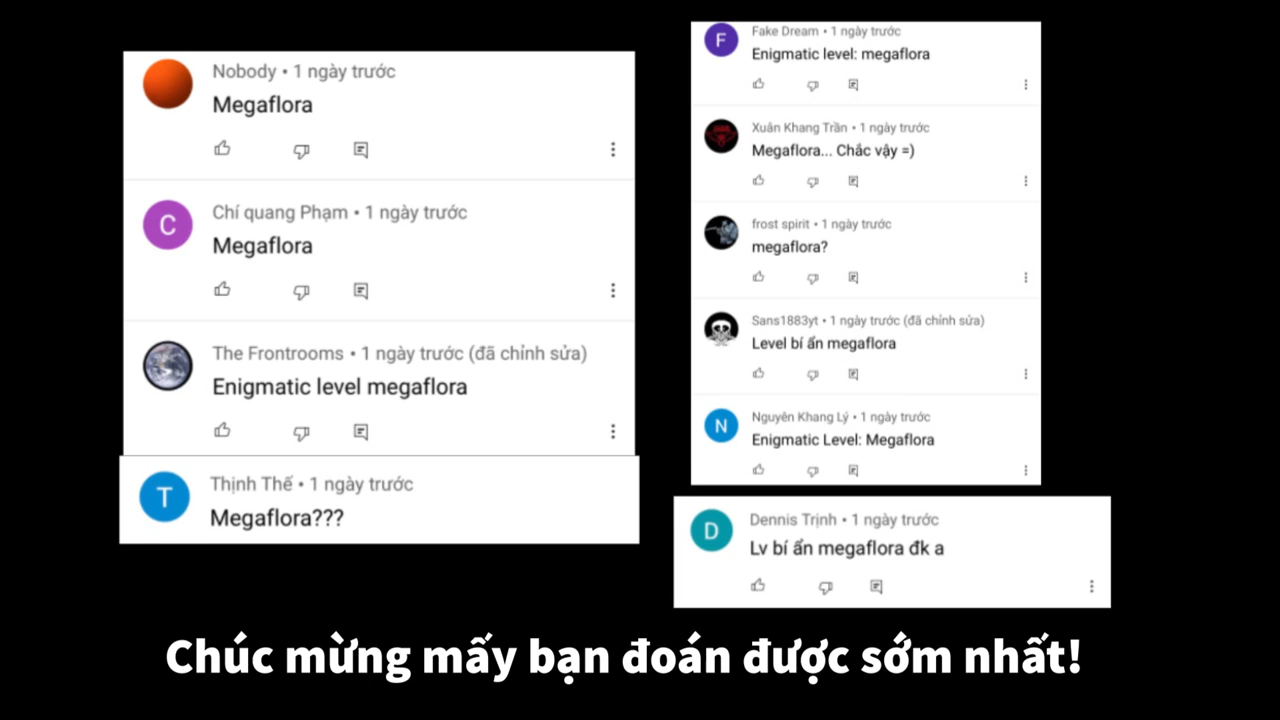 Nobody • 1 ngày trước
Megaflora
C
Chí quang Phạm • 1 ngày trước
Megaflora
The Frontrooms • 1 ngày trước (đã chỉnh sửa)
Enigmatic level megaflora
T
Thịnh Thế • 1 ngày trước
Megaflora???
F
Fake Dream • 1 ngày trước
Enigmatic level: megaflora
Xuân Khang Trần • 1 ngày trước
Megaflora... Chắc vậy =)
frost spirit • 1 ngày trước
megaflora?
Sans1883yt • 1 ngày trước (đã chỉnh sửa)
Level bí ẩn megaflora
N
Nguyên Khang Lý • 1 ngày trước
Enigmatic Level: Megaflora
D
Dennis Trịnh • 1 ngày trước
Lv bí ẩn megaflora đk a
Chúc mừng mấy bạn đoán được sớm nhất!